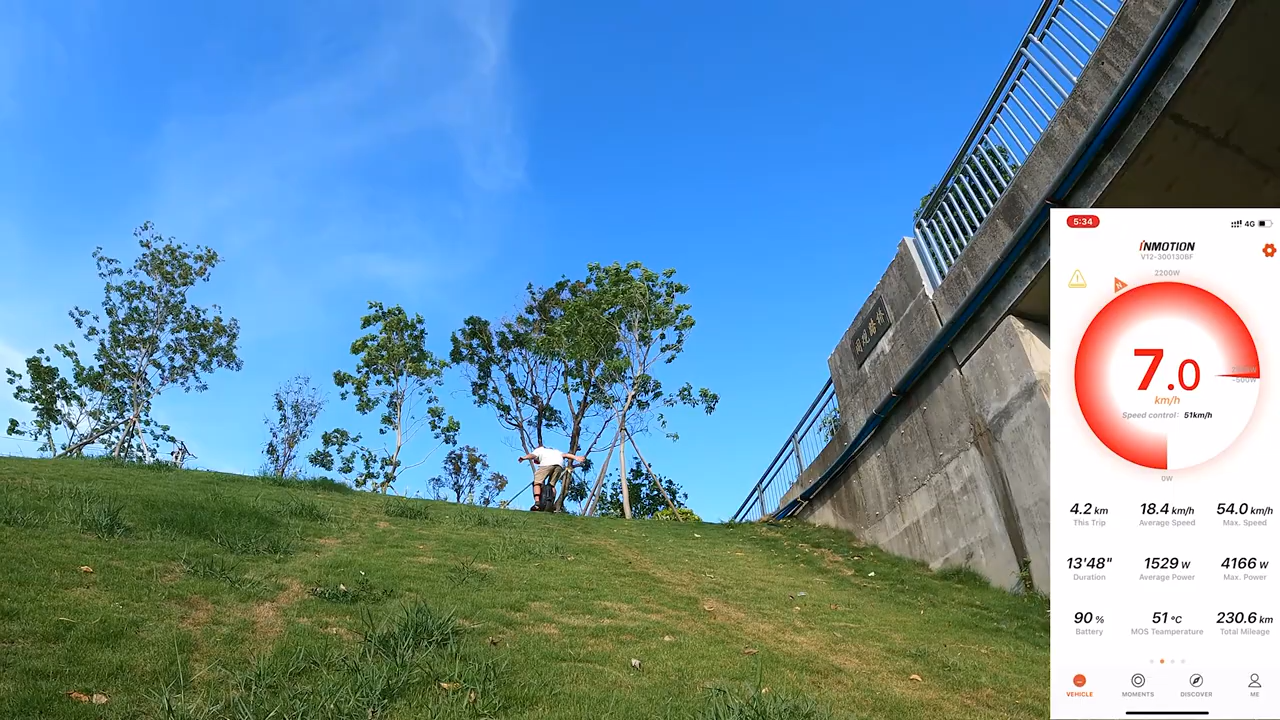 5:34
4G
INMOTION
V12-300130BF
2200W
7.0
-500W
km/h
Speed control: 51km/h
0W
4.2 km
18.4 km/h
54.0 km/h
This Trip
Average Speed
Max. Speed
13'48"
1529 W
4166 W
Duration
Average Power
Max. Power
90 %
51 °C
230.6 km
Battery
MOS Teamperature
Total Mileage
VEHICLE
MOMENTS
DISCOVER
ME